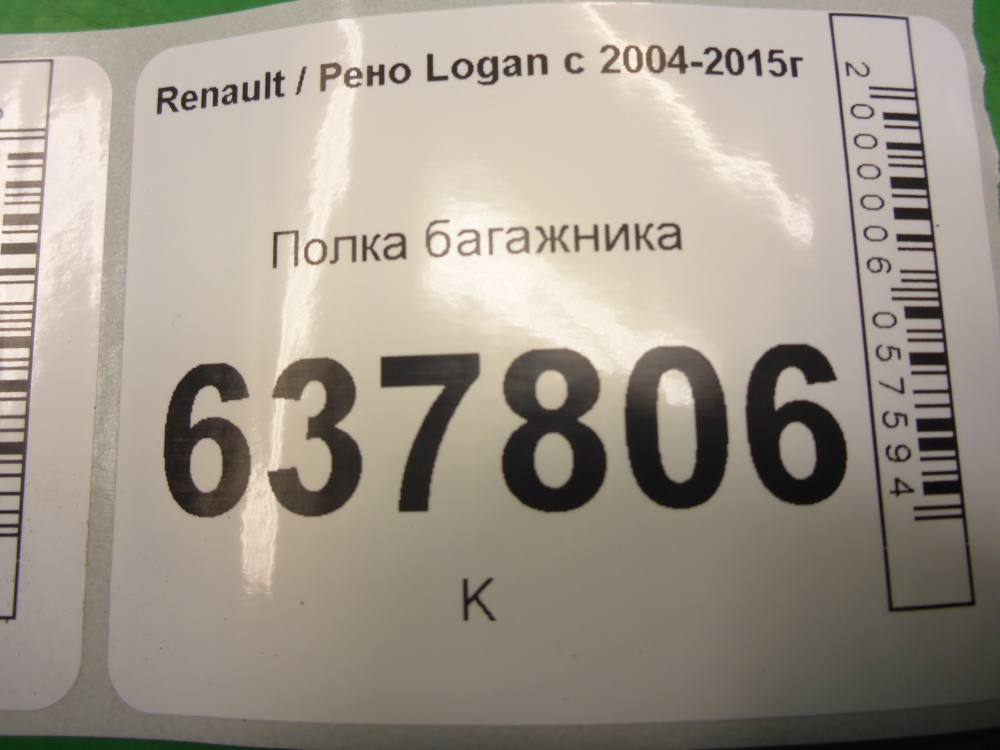 Renault / Рено Logan с 2004-2015г
Полка багажника
637806
К
2000006057594